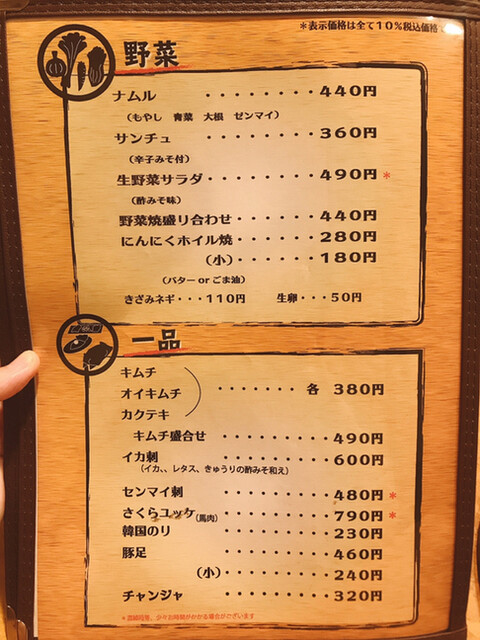 *表示価格は全て10%税込価格
野菜
ナムル ・・・・・・・・440円
（もやし 青菜 大根 ゼンマイ）
サンチュ ・・・・・・・・360円
（辛子みそ付）
生野菜サラダ・・・・・・・・490円 *
（酢みそ味）
野菜焼盛り合わせ・・・・・・440円
にんにくホイル焼・・・・・・280円
（小）・・・・・・180円
（バター or ごま油）
きざみネギ・・・110円 生卵・・・50円
一品
キムチ
オイキムチ ・・・・・・・各 380円
カクテキ
キムチ盛合せ ・・・・・・・・490円
イカ刺 ・・・・・・・・600円
（イカ、、レタス、きゅうりの酢みそ和え）
センマイ刺 ・・・・・・・・480円 *
さくらユッケ（馬肉）・・・・・・・・790円 *
韓国のり ・・・・・・・・230円
豚足 ・・・・・・・・460円
（小）・・・・・・・・240円
チャンジャ ・・・・・・・・320円